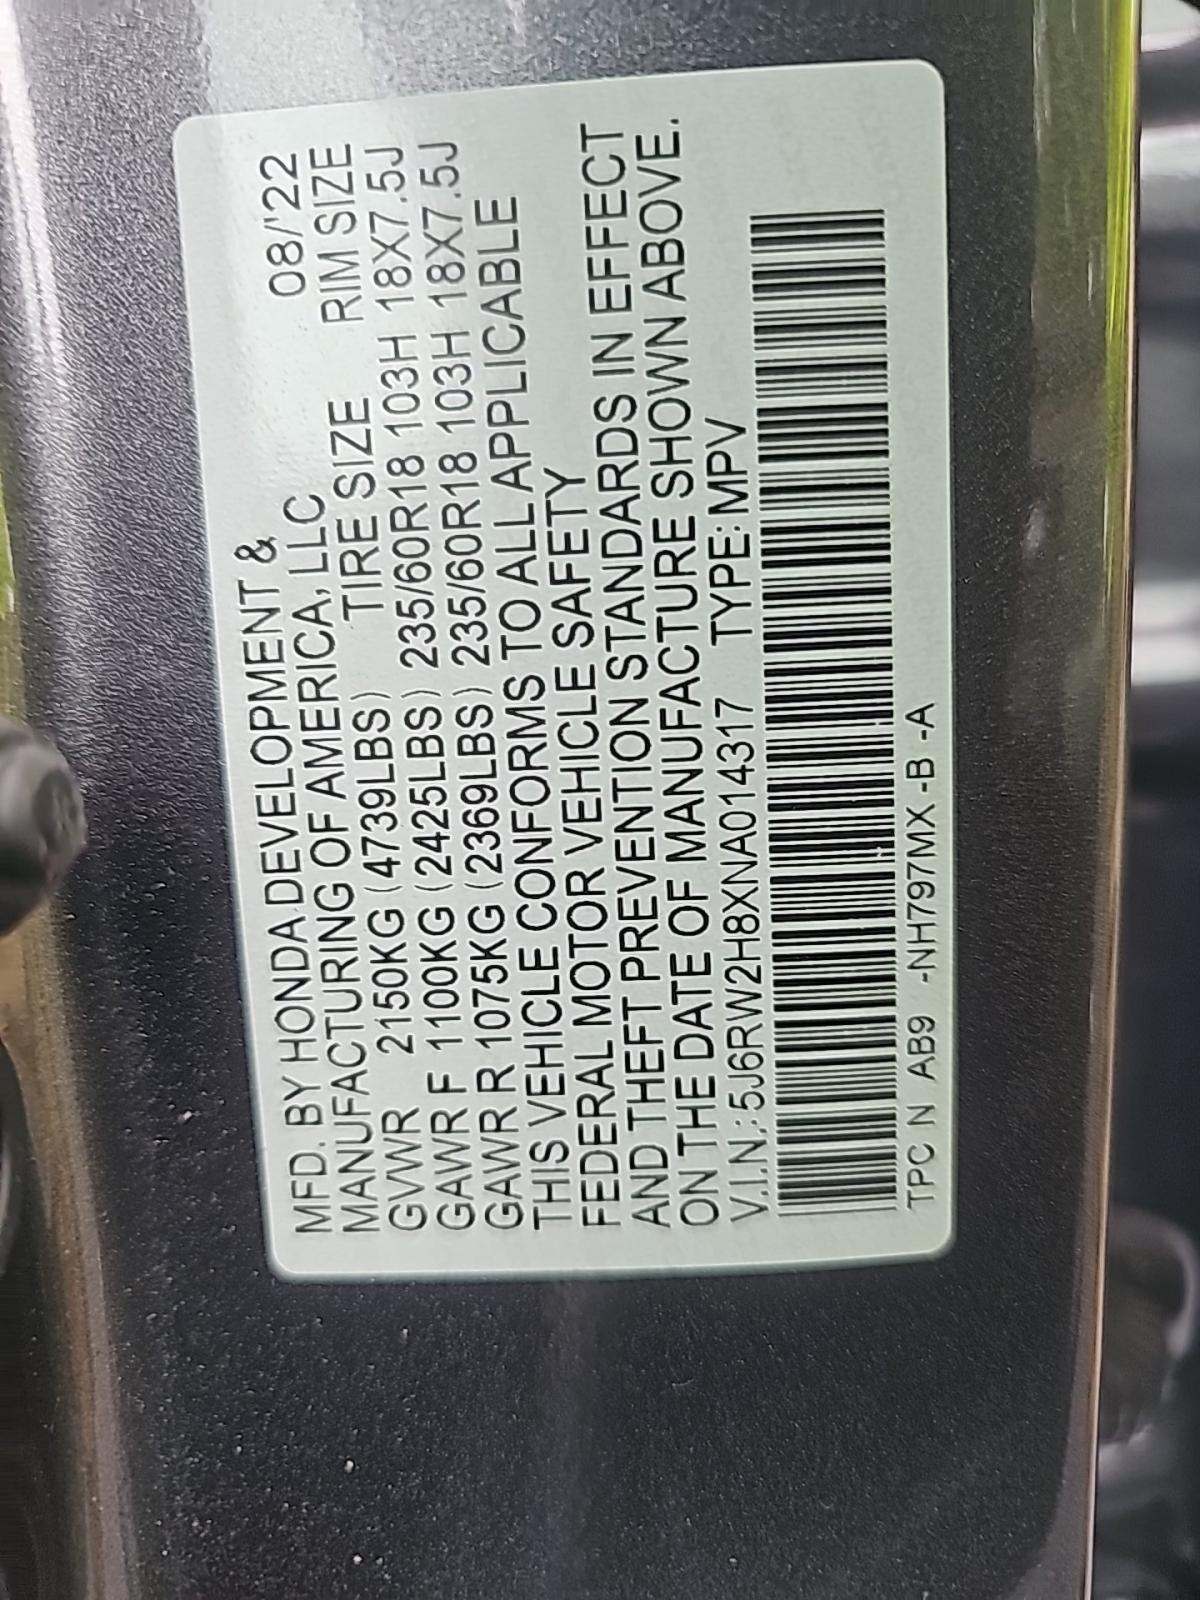 MFD. BY HONDA DEVELOPMENT &
MANUFACTURING OF AMERICA, LLC 08/'22
GVWR 2150KG (4739LBS) TIRE SIZE RIM SIZE
GAWR F 1100KG (2425LBS) 235/60R18 103H 18X7.5J
GAWR R 1075KG (2369LBS) 235/60R18 103H 18X7.5J
THIS VEHICLE CONFORMS TO ALL APPLICABLE
FEDERAL MOTOR VEHICLE SAFETY
AND THEFT PREVENTION STANDARDS IN EFFECT
ON THE DATE OF MANUFACTURE SHOWN ABOVE.
V.I.N.: 5J6RW2H8XNA014317 TYPE: MPV
TPC N AB9 -NH797MX -B -A